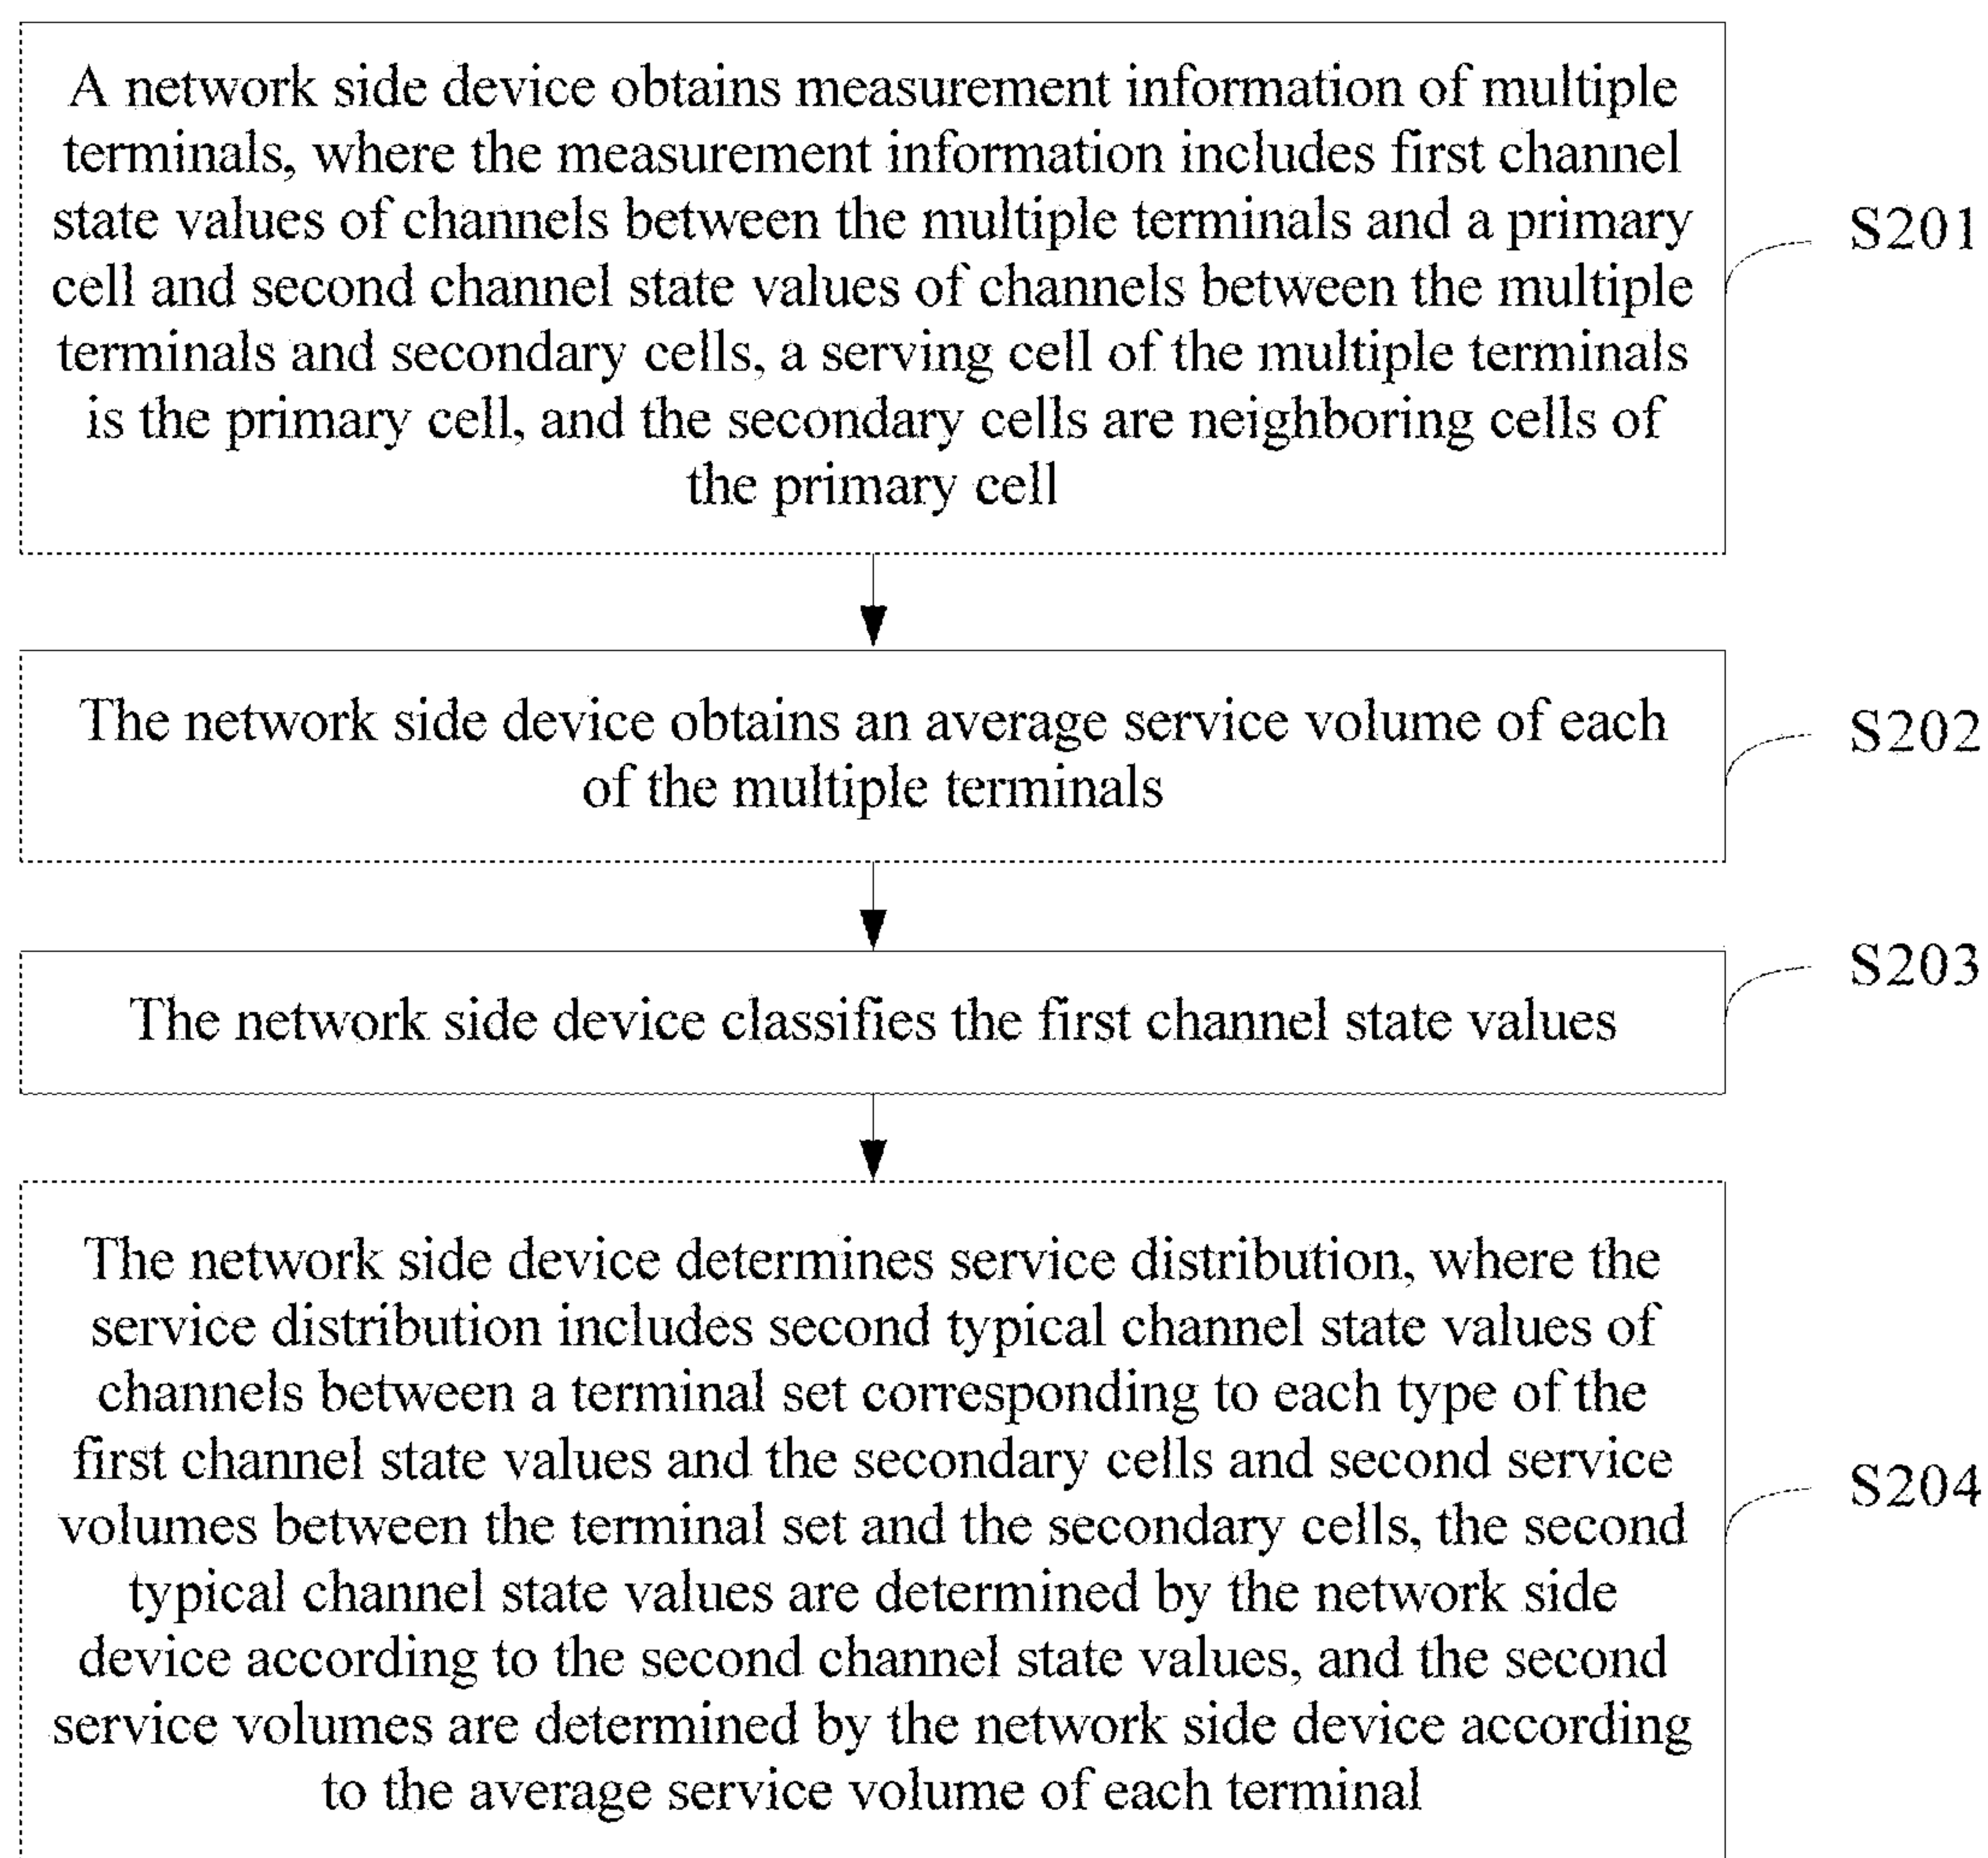 A network side device obtains measurement information of multiple
terminals, where the measurement information includes first channel
state values of channels between the multiple terminals and a primary
cell and second channel state values of channels between the multiple
terminals and secondary cells, a serving cell of the multiple terminals
is the primary cell, and the secondary cells are neighboring cells of
the primary cell
S201
The network side device obtains an average service volume of each
of the multiple terminals
S202
The network side device classifies the first channel state values
S203
The network side device determines service distribution, where the
service distribution includes second typical channel state values of
channels between a terminal set corresponding to each type of the
first channel state values and the secondary cells and second service
volumes between the terminal set and the secondary cells, the second
typical channel state values are determined by the network side
device according to the second channel state values, and the second
service volumes are determined by the network side device according
to the average service volume of each terminal
S204